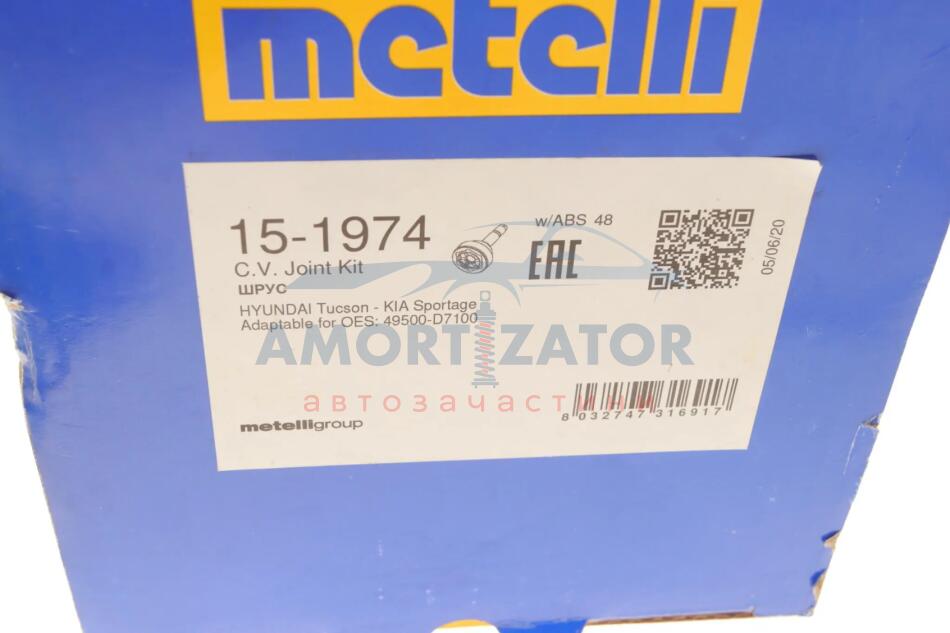 metelli
15-1974
w/ABS 48
C.V. Joint Kit
EAC
05/06/20
ШРУС
HYUNDAI Tucson - KIA Sportage
Adaptable for OES: 49500-D7100
AMORTIZATOR
автозачастини
8 032747 316917
metelligroup